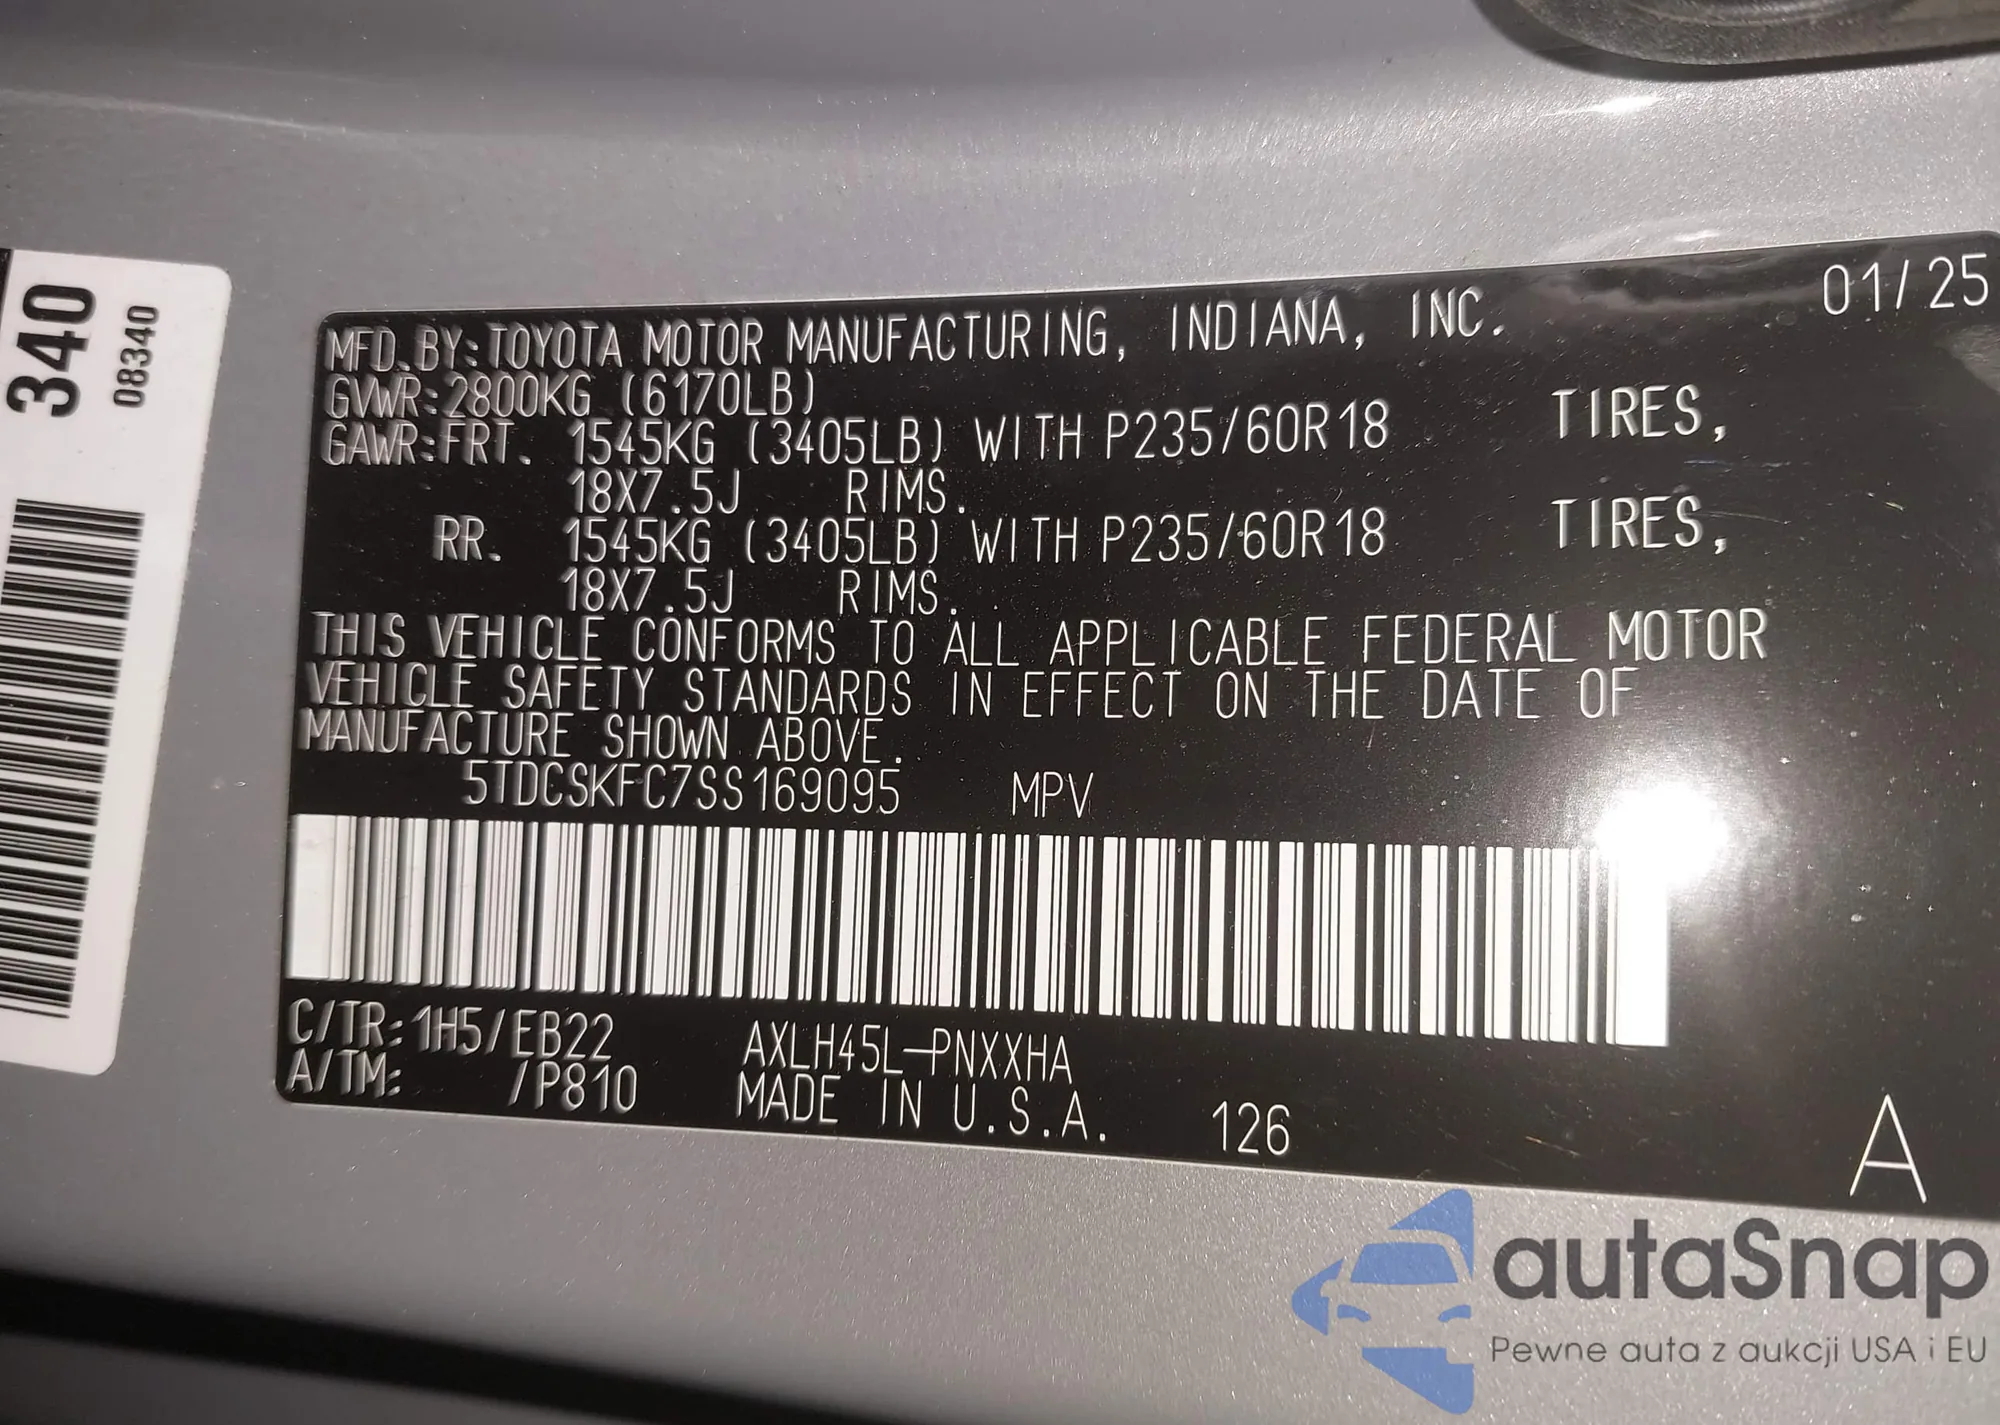 340
08340
01/25
MFD.BY:TOYOTA MOTOR MANUFACTURING, INDIANA, INC.
GVWR:2800KG (6170LB)
GAWR:FRT. 1545KG (3405LB) WITH P235/60R18 TIRES,
18X7.5J RIMS.
RR. 1545KG (3405LB) WITH P235/60R18 TIRES,
18X7.5J RIMS.
THIS VEHICLE CONFORMS TO ALL APPLICABLE FEDERAL MOTOR
VEHICLE SAFETY STANDARDS IN EFFECT ON THE DATE OF
MANUFACTURE SHOWN ABOVE.
5TDCSKFC7SS169095 MPV
C/TR:1H5/EB22 AXLH45L-PNXXHA
A/TM: /P810 MADE IN U.S.A. 126
A
autaSnap
Pewne auta z aukcji USA i EU